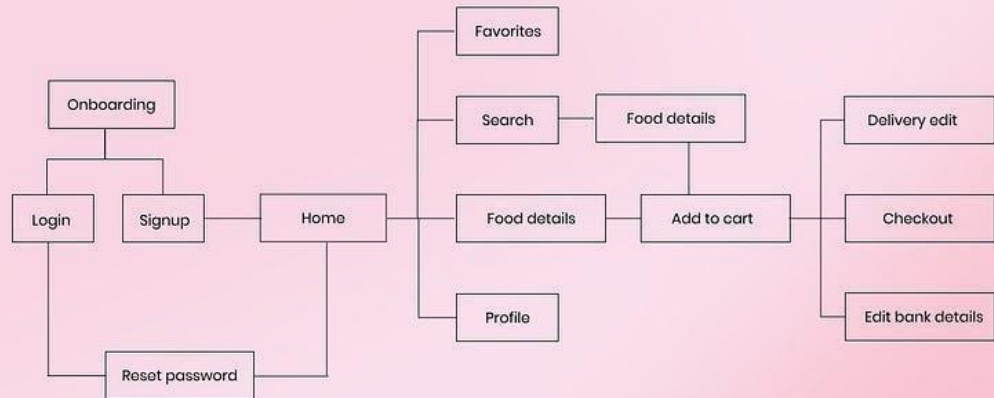 Favorites
Onboarding
Search
Food details
Delivery edit
Login
Signup
Home
Food details
Add to cart
Checkout
Profile
Edit bank details
Reset password